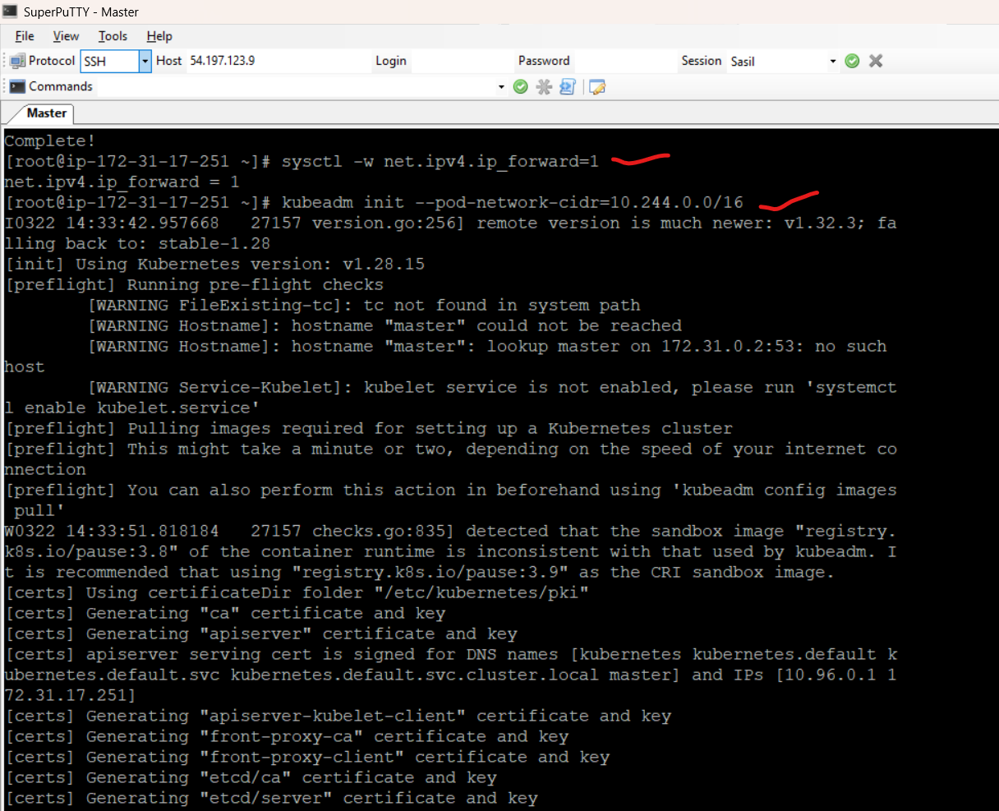 SuperPuTTY - Master
File View Tools Help
Protocol SSH Host 54.197.123.9 Login Password Session Sasil
Commands
Master
Complete!
[root@ip-172-31-17-251 ~]# sysctl -w net.ipv4.ip_forward=1
net.ipv4.ip_forward = 1
[root@ip-172-31-17-251 ~]# kubeadm init --pod-network-cidr=10.244.0.0/16
I0322 14:33:42.957668   27157 version.go:256] remote version is much newer: v1.32.3; fa
lling back to: stable-1.28
[init] Using Kubernetes version: v1.28.15
[preflight] Running pre-flight checks
        [WARNING FileExisting-tc]: tc not found in system path
        [WARNING Hostname]: hostname "master" could not be reached
        [WARNING Hostname]: hostname "master": lookup master on 172.31.0.2:53: no such
host
        [WARNING Service-Kubelet]: kubelet service is not enabled, please run 'systemct
l enable kubelet.service'
[preflight] Pulling images required for setting up a Kubernetes cluster
[preflight] This might take a minute or two, depending on the speed of your internet co
nnection
[preflight] You can also perform this action in beforehand using 'kubeadm config images
 pull'
W0322 14:33:51.818184   27157 checks.go:835] detected that the sandbox image "registry.
k8s.io/pause:3.8" of the container runtime is inconsistent with that used by kubeadm. I
t is recommended that using "registry.k8s.io/pause:3.9" as the CRI sandbox image.
[certs] Using certificateDir folder "/etc/kubernetes/pki"
[certs] Generating "ca" certificate and key
[certs] Generating "apiserver" certificate and key
[certs] apiserver serving cert is signed for DNS names [kubernetes kubernetes.default k
ubernetes.default.svc kubernetes.default.svc.cluster.local master] and IPs [10.96.0.1 1
72.31.17.251]
[certs] Generating "apiserver-kubelet-client" certificate and key
[certs] Generating "front-proxy-ca" certificate and key
[certs] Generating "front-proxy-client" certificate and key
[certs] Generating "etcd/ca" certificate and key
[certs] Generating "etcd/server" certificate and key